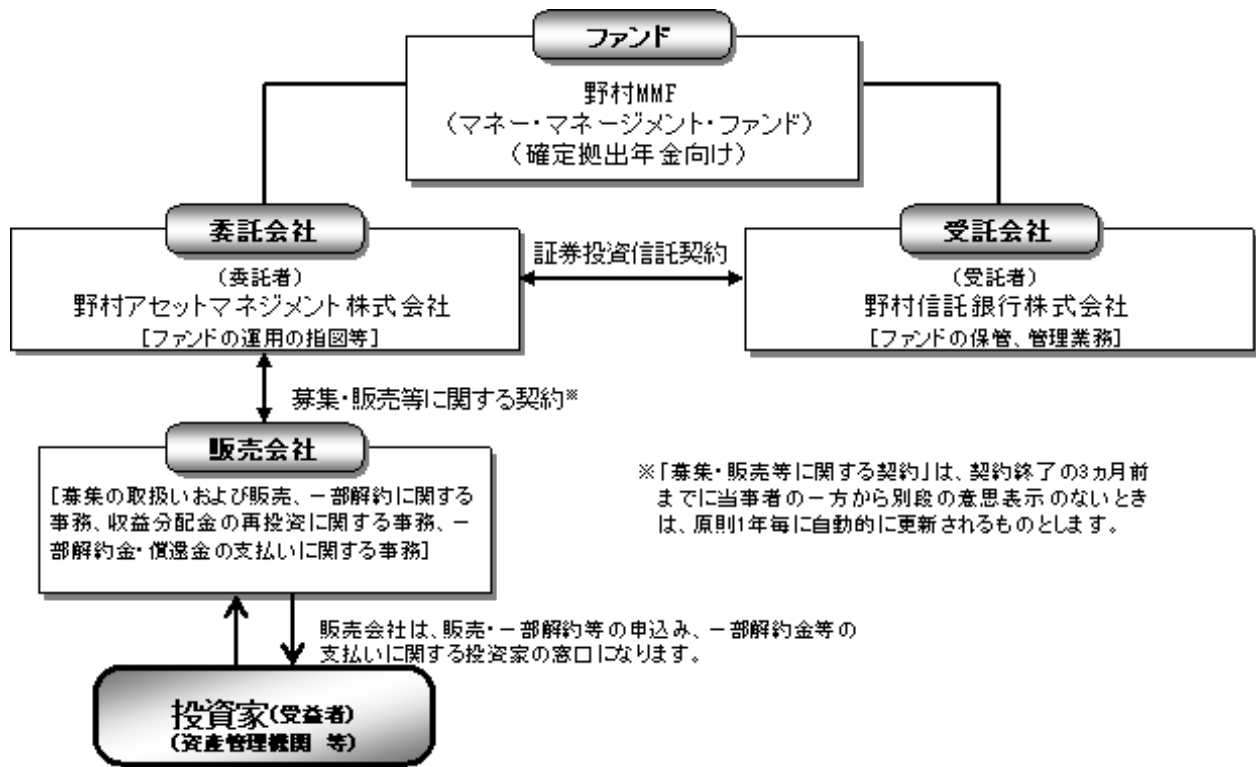 ファンド
野村MMF
(マネー・マネージメント・ファンド)
(確定拠出年金向け)
委託会社
(委託者)
野村アセットマネジメント株式会社
[ファンドの運用の指図等]
証券投資信託契約
受託会社
(受託者)
野村信託銀行株式会社
[ファンドの保管、管理業務]
募集・販売等に関する契約※
販売会社
[募集の取扱いおよび販売、一部解約に関する
事務、収益分配金の再投資に関する事務、一
部解約金・償還金の支払いに関する事務]
※「募集・販売等に関する契約」は、契約終了の3ヵ月前
までに当事者の一方から別段の意思表示のないとき
は、原則1年毎に自動的に更新されるものとします。
販売会社は、販売・一部解約等の申込み、一部解約金等の
支払いに関する投資家の窓口になります。
投資家(受益者)
(資産管理機関 等)